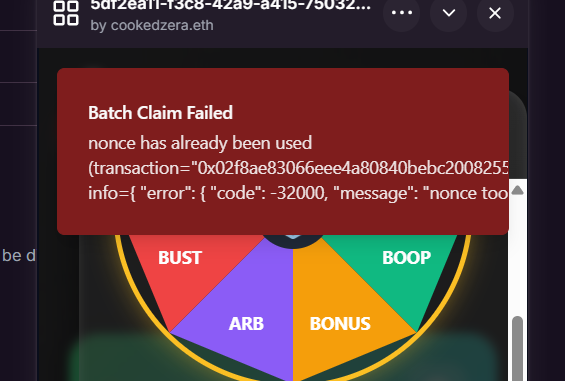 5df2ea11-f3c8-42a9-a415-75032...
by cookedzera.eth
Batch Claim Failed
nonce has already been used
(transaction="0x02f8ae83066eee4a80840bebc2008255
info={ "error": { "code": -32000, "message": "nonce too
be d
BUST
BOOP
ARB
BONUS